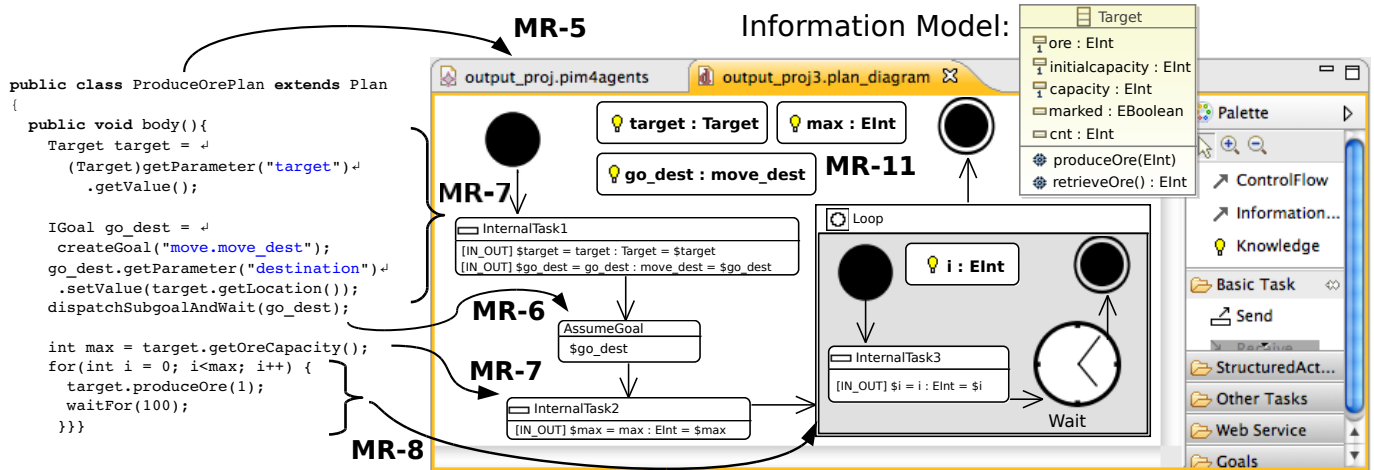 MR-5
Information Model:
Target
ore : EInt
initialcapacity : EInt
capacity : EInt
marked : EBoolean
cnt : EInt
produceOre(EInt)
retrieveOre() : EInt
public class ProduceOrePlan extends Plan
{
public void body(){
Target target = ↲
(Target)getParameter("target")↲
.getValue();
IGoal go_dest = ↲
createGoal("move.move_dest");
go_dest.getParameter("destination")↲
.setValue(target.getLocation());
dispatchSubgoalAndWait(go_dest);
int max = target.getOreCapacity();
for(int i = 0; i<max; i++) {
target.produceOre(1);
waitFor(100);
}}}
MR-7
MR-6
MR-7
MR-8
output_proj.pim4agents
output_proj3.plan_diagram
target : Target
max : EInt
go_dest : move_dest
MR-11
InternalTask1
[IN_OUT] $target = target : Target = $target
[IN_OUT] $go_dest = go_dest : move_dest = $go_dest
AssumeGoal
$go_dest
InternalTask2
[IN_OUT] $max = max : EInt = $max
Loop
i : EInt
InternalTask3
[IN_OUT] $i = i : EInt = $i
Wait
Palette
ControlFlow
Information...
Knowledge
Basic Task
Send
Receive
StructuredAct...
Other Tasks
Web Service
Goals